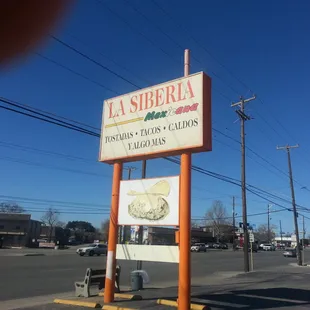 LA SIBERIA
Mexicana
TOSTADAS • TACOS • CALDOS
Y ALGO MAS